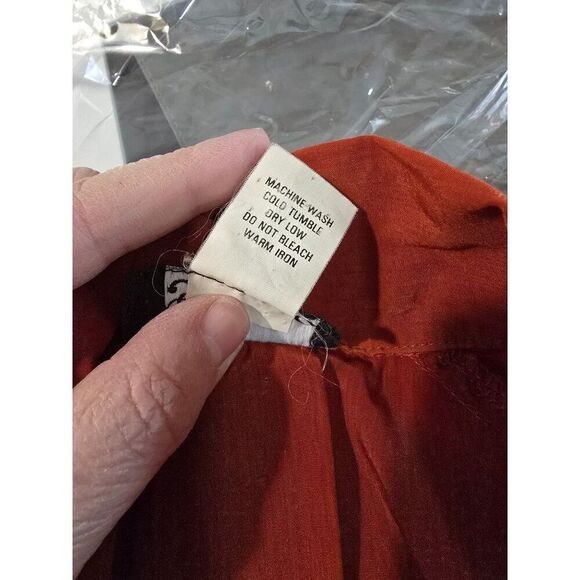 MACHINE WASH
COLD TUMBLE
DRY LOW
DO NOT BLEACH
WARM IRON